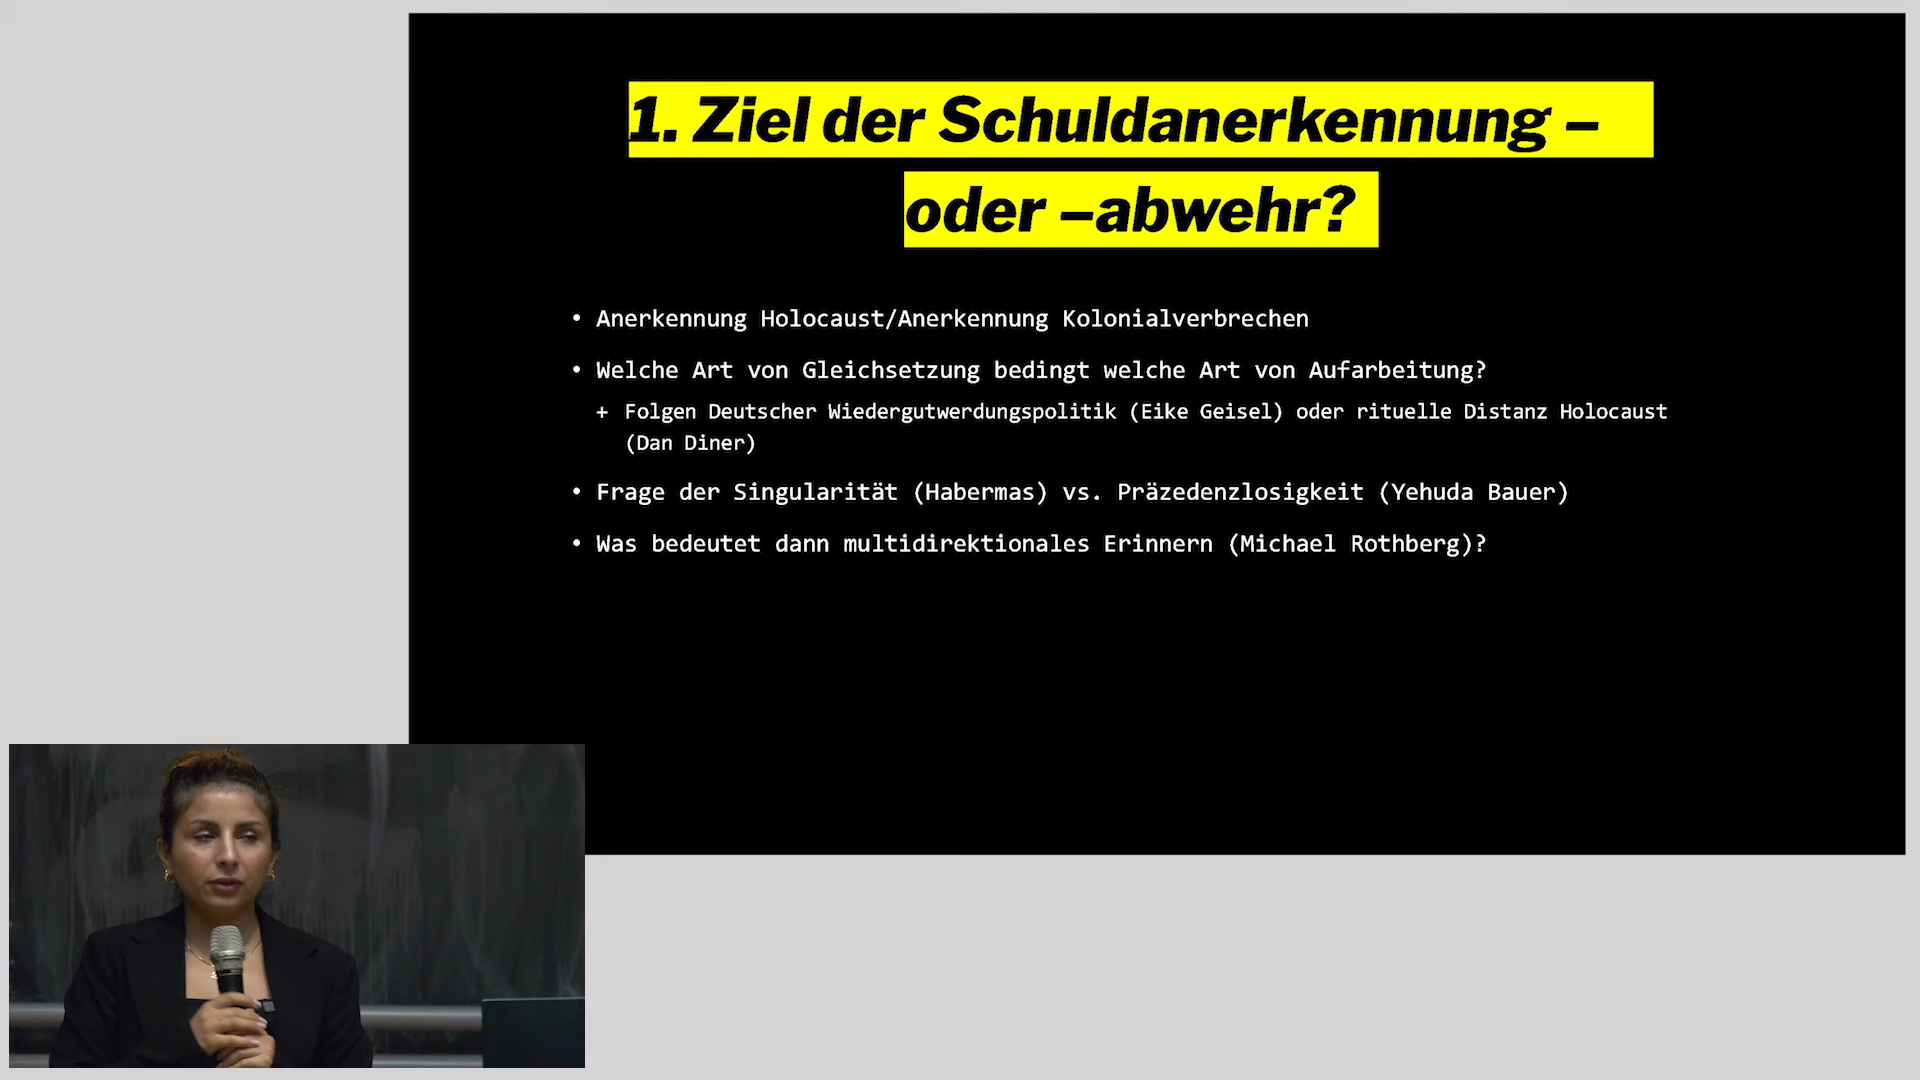 1. Ziel der Schuldanerkennung –
oder –abwehr?
• Anerkennung Holocaust/Anerkennung Kolonialverbrechen
• Welche Art von Gleichsetzung bedingt welche Art von Aufarbeitung?
+ Folgen Deutscher Wiedergutwerdungspolitik (Eike Geisel) oder rituelle Distanz Holocaust
(Dan Diner)
• Frage der Singularität (Habermas) vs. Präzedenzlosigkeit (Yehuda Bauer)
• Was bedeutet dann multidirektionales Erinnern (Michael Rothberg)?